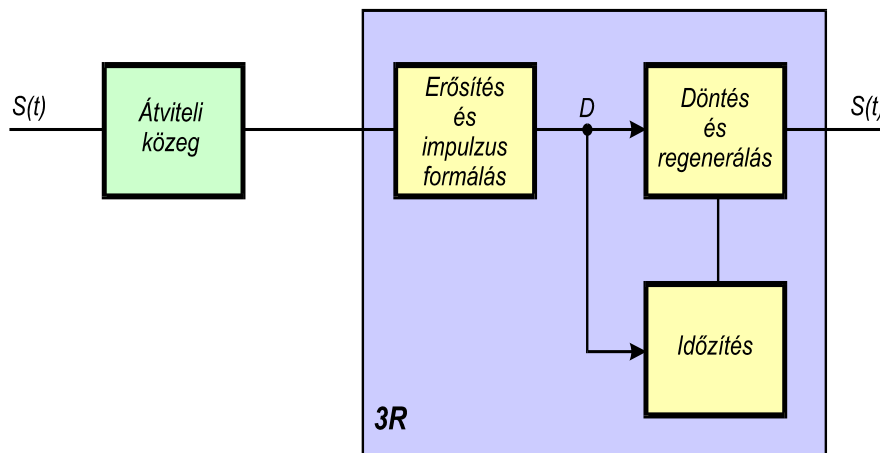 S(t)
Átviteli
közeg
Erősítés
és
impulzus
formálás
D
Döntés
és
regenerálás
S(t)
Időzítés
3R